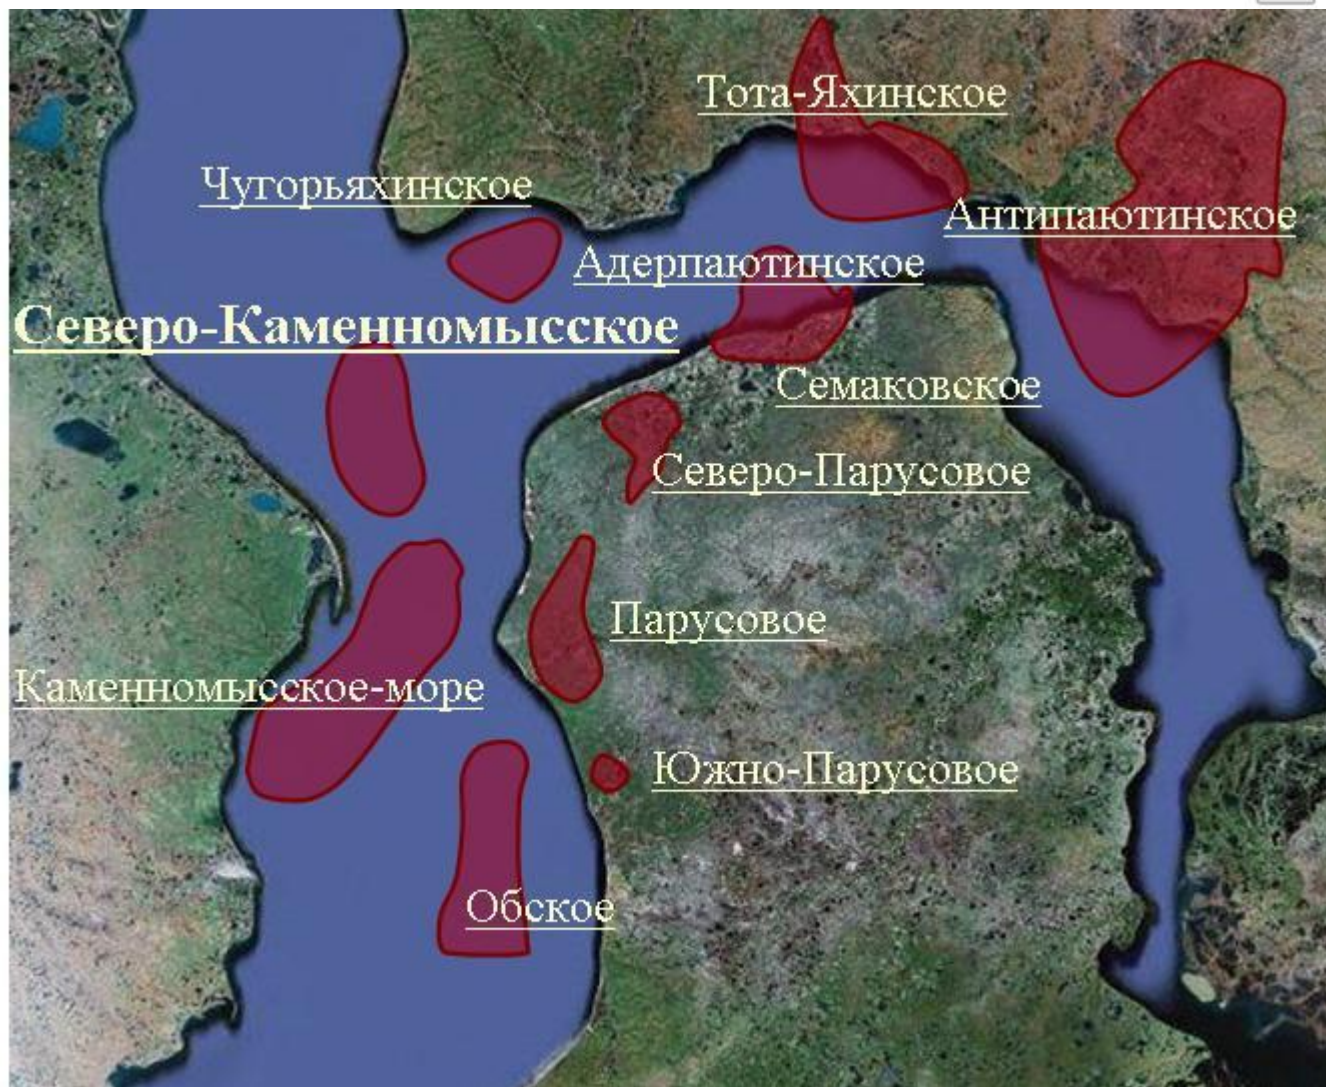 Тота-Яхинское
Чугорьяхинское
Антипаютинское
Адерпаютинское
Северо-Каменномысское
Семаковское
Северо-Парусовое
Парусовое
Каменномысское-море
Южно-Парусовое
Обское